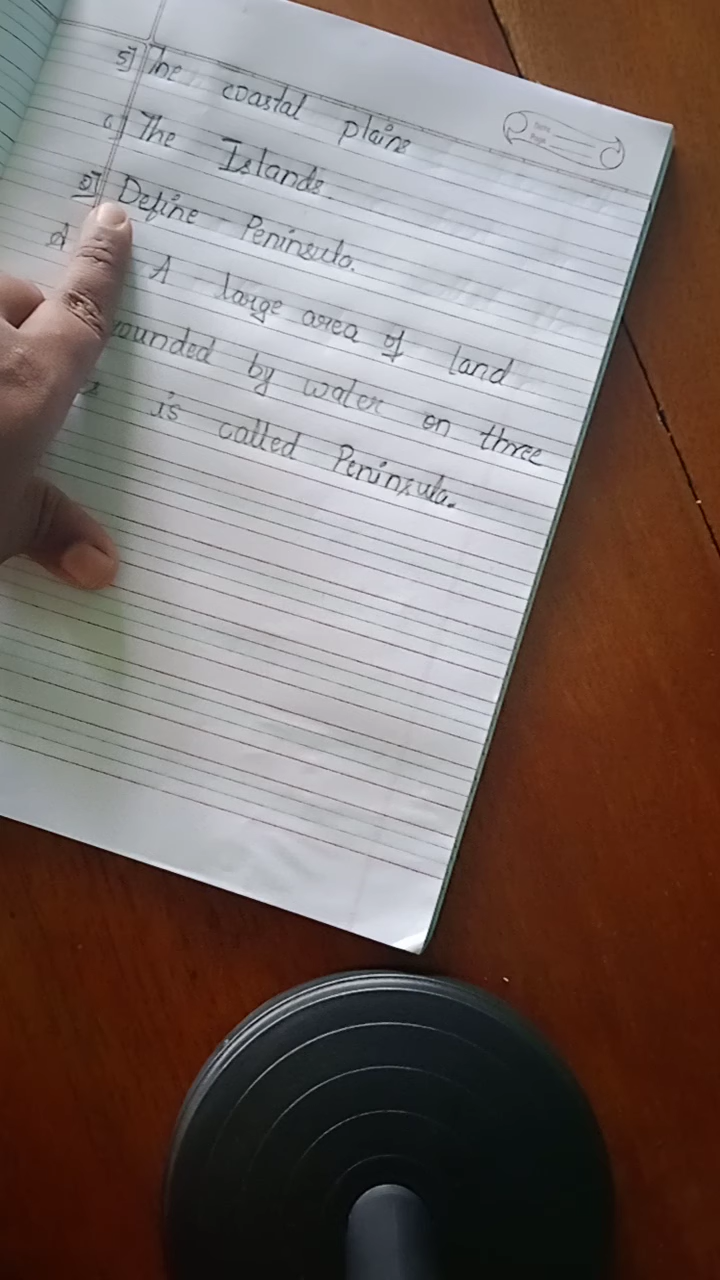 5] The coastal plains
6] The Islands.
Define Peninsula.
A large area of land
rounded by water on three
is called Peninsula.